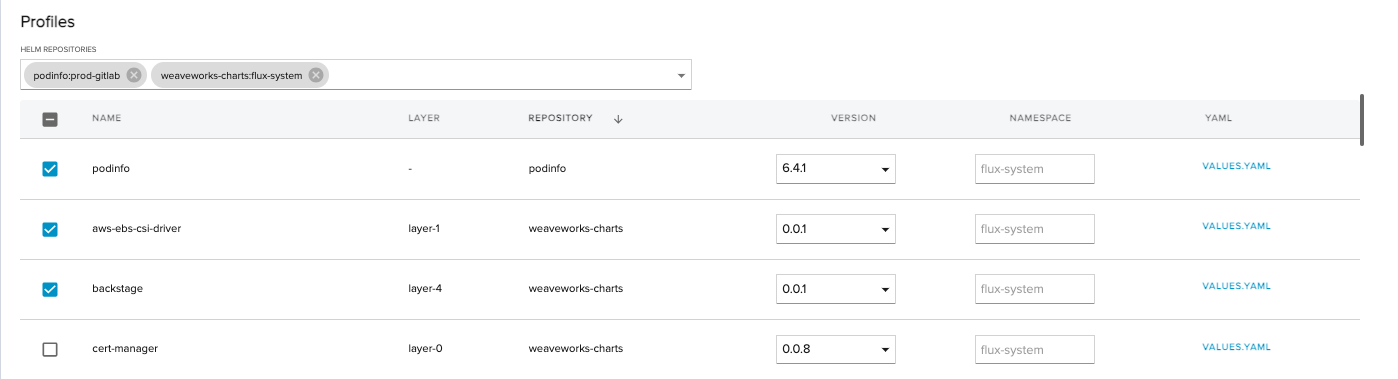 Profiles
HELM REPOSITORIES
podinfo:prod-gitlab weaveworks-charts:flux-system
NAME LAYER REPOSITORY VERSION NAMESPACE YAML
podinfo - podinfo 6.4.1 flux-system VALUES.YAML
aws-ebs-csi-driver layer-1 weaveworks-charts 0.0.1 flux-system VALUES.YAML
backstage layer-4 weaveworks-charts 0.0.1 flux-system VALUES.YAML
cert-manager layer-0 weaveworks-charts 0.0.8 flux-system VALUES.YAML